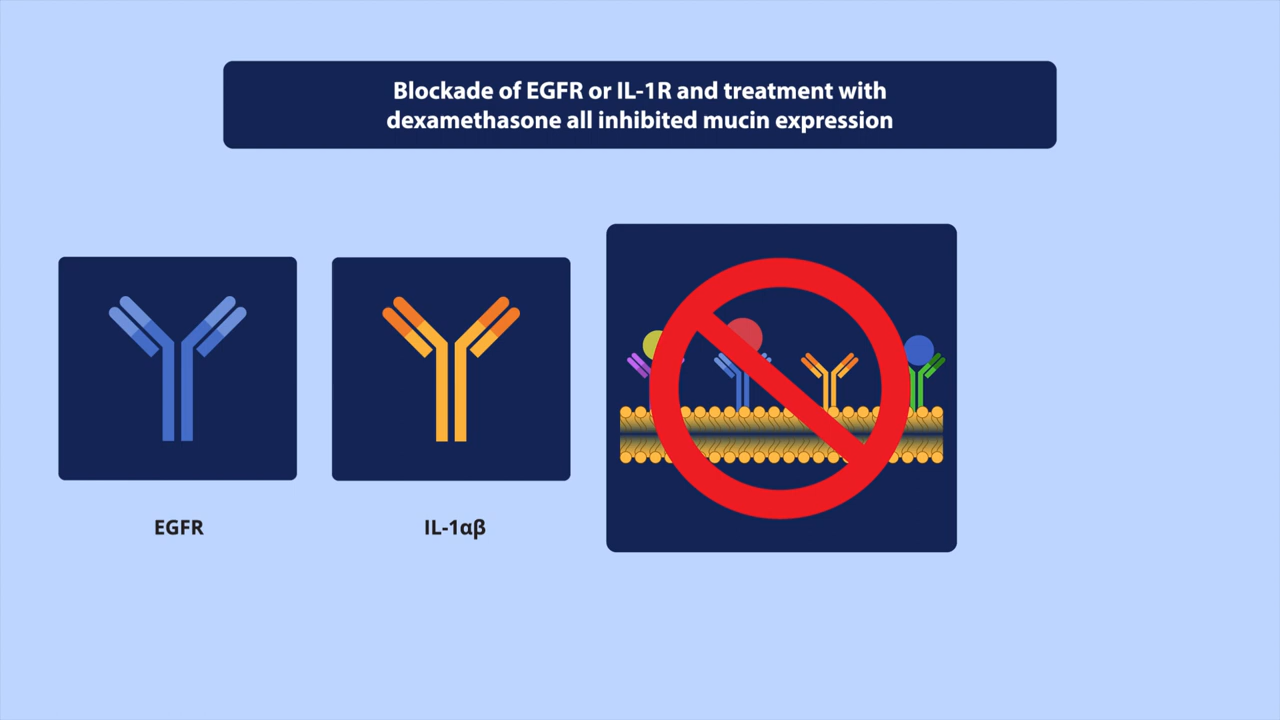 Blockade of EGFR or IL-1R and treatment with
dexamethasone all inhibited mucin expression
EGFR
IL-1αβ